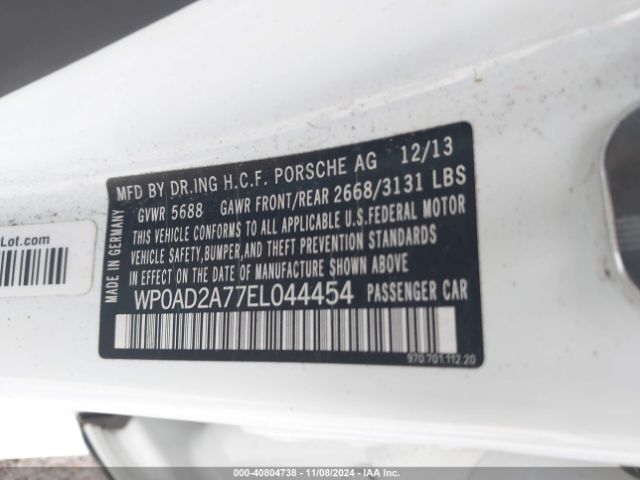 MFD BY DR.ING H.C.F. PORSCHE AG 12/13
GVWR 5688 GAWR FRONT/REAR 2668/3131 LBS
THIS VEHICLE CONFORMS TO ALL APPLICABLE U.S.FEDERAL MOTOR
VEHICLE SAFETY,BUMPER,AND THEFT PREVENTION STANDARDS
IN EFFECT ON THE DATE OF MANUFACTURE SHOWN ABOVE
WP0AD2A77EL044454 PASSENGER CAR
970.701.112.20
MADE IN GERMANY
Lot.com
000-40804738 - 11/08/2024 - IAA Inc.